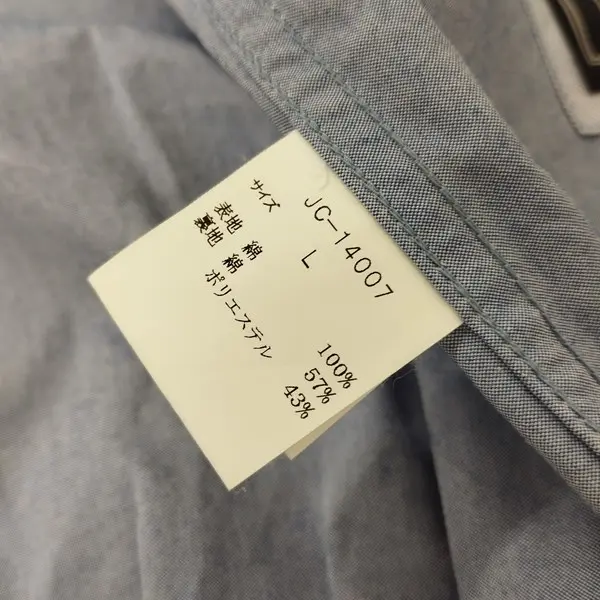 JC-14007
サイズ L
表地 綿 100%
裏地 綿 57%
ポリエステル 43%